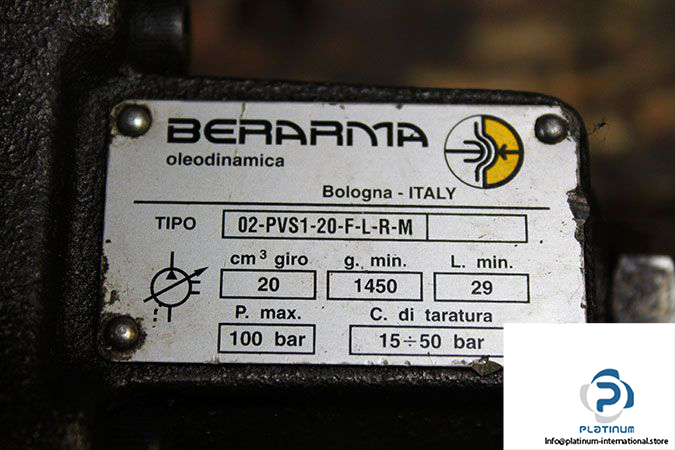 BERARMA
oleodinamica
Bologna - ITALY
TIPO 02-PVS1-20-F-L-R-M
cm³ giro g. min. L. min.
20 1450 29
P. max. C. di taratura
100 bar 15÷50 bar
PLATINUM
Info@platinum-international.store